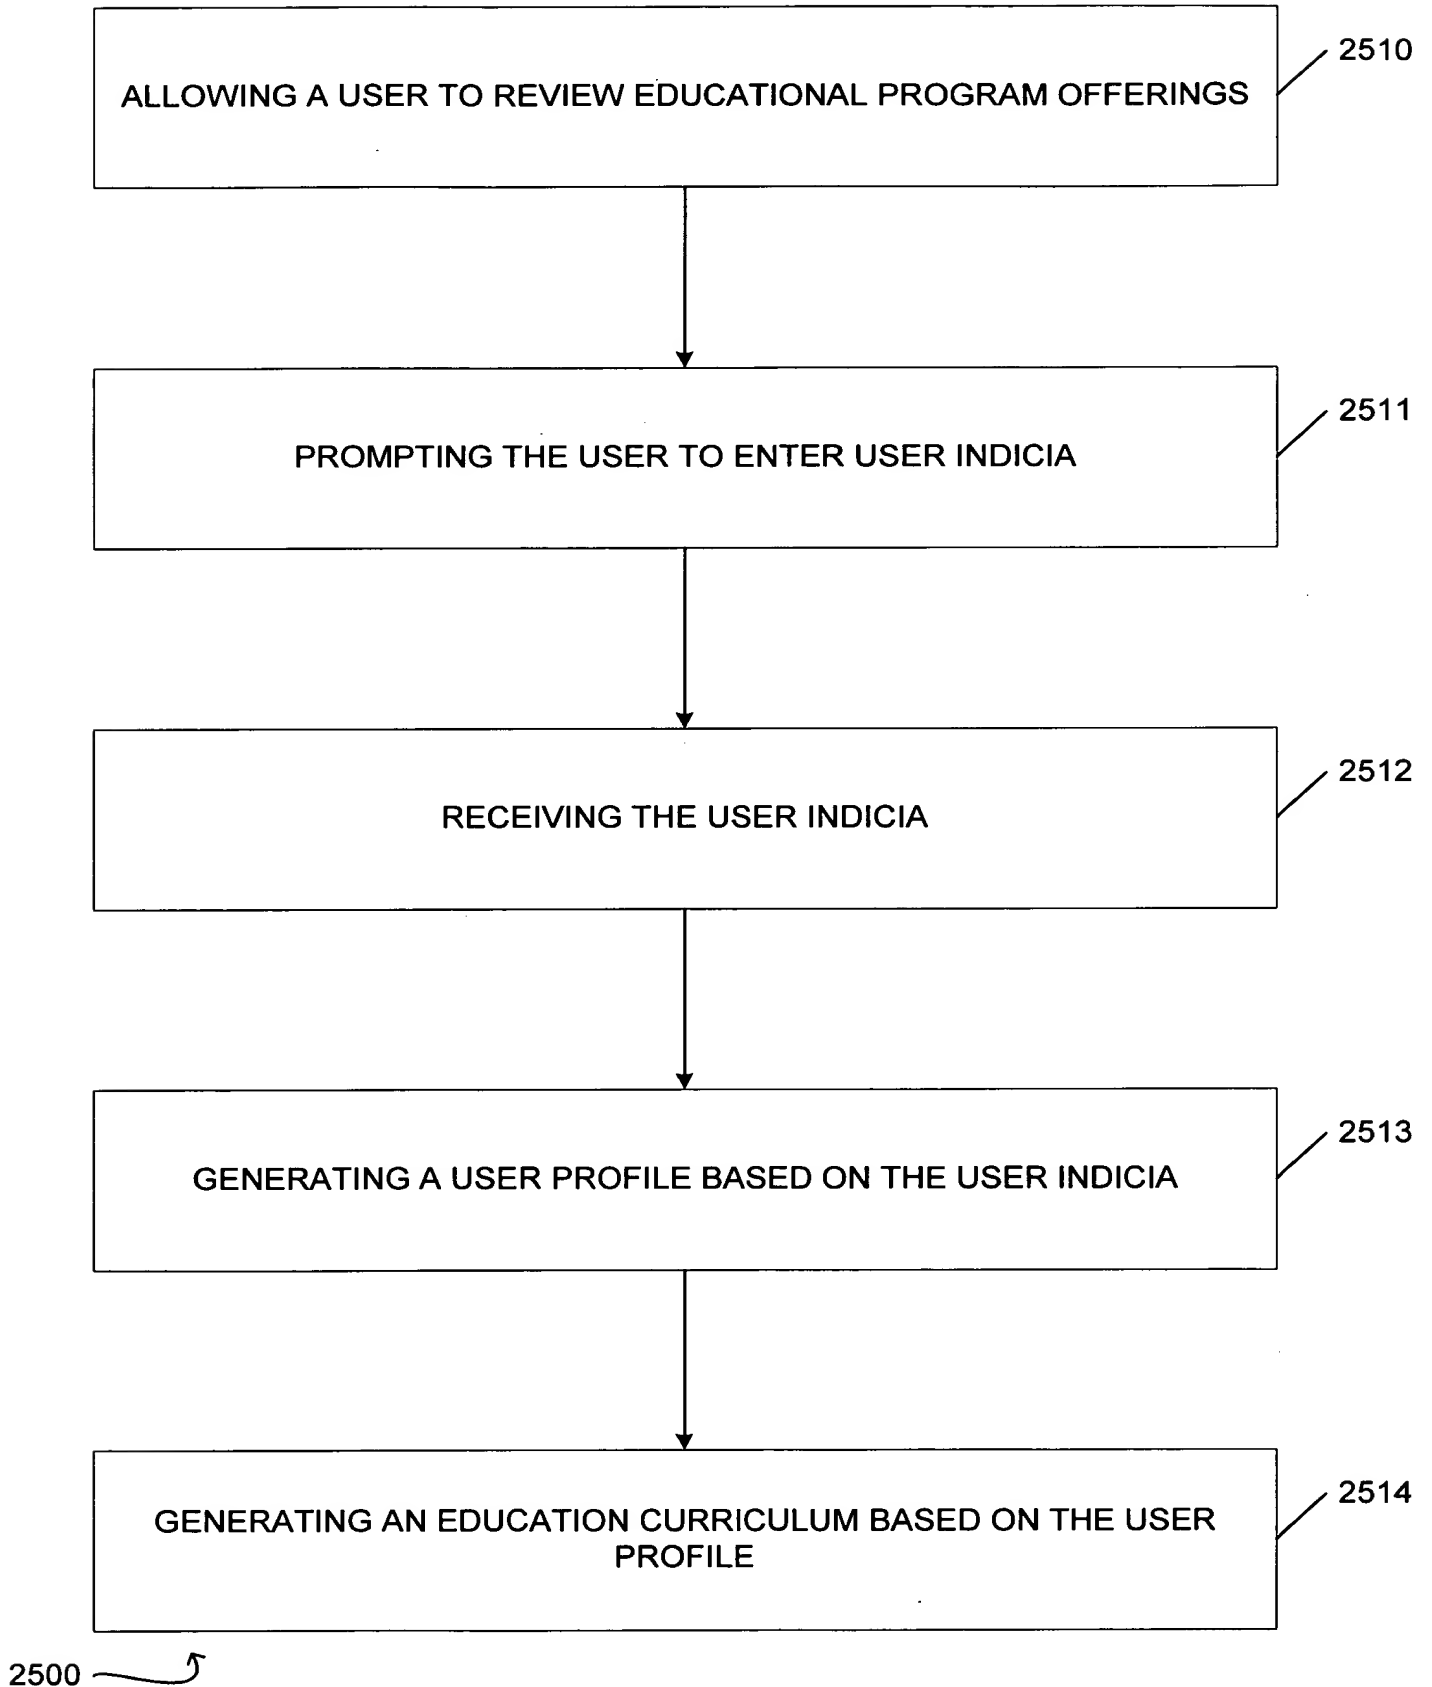 2510
ALLOWING A USER TO REVIEW EDUCATIONAL PROGRAM OFFERINGS
2511
PROMPTING THE USER TO ENTER USER INDICIA
2512
RECEIVING THE USER INDICIA
2513
GENERATING A USER PROFILE BASED ON THE USER INDICIA
2514
GENERATING AN EDUCATION CURRICULUM BASED ON THE USER
PROFILE
2500